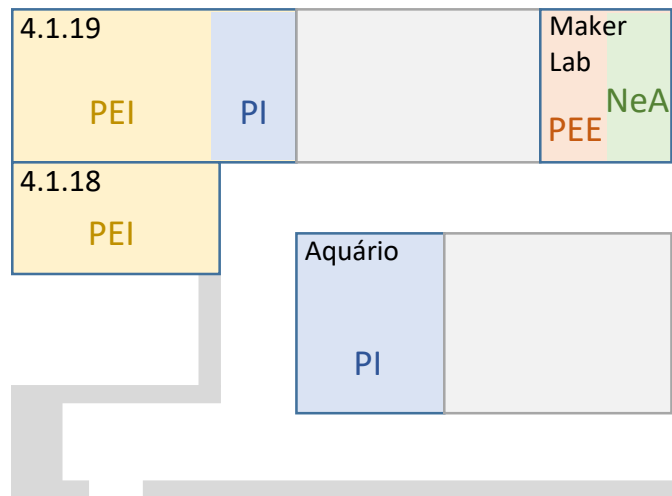 4.1.19
PEI
PI
Maker
Lab
PEE
NeA
4.1.18
PEI
Aquário
PI